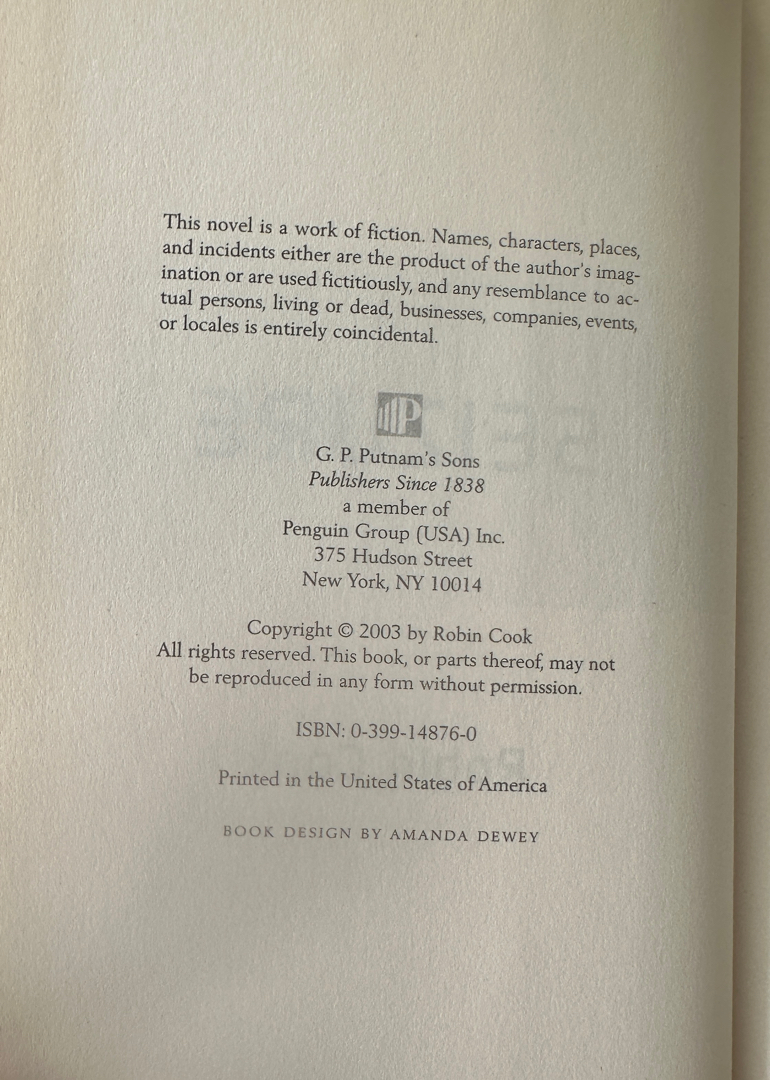 This novel is a work of fiction. Names, characters, places,
and incidents either are the product of the author's imag-
ination or are used fictitiously, and any resemblance to ac-
tual persons, living or dead, businesses, companies, events,
or locales is entirely coincidental.
P
G. P. Putnam's Sons
Publishers Since 1838
a member of
Penguin Group (USA) Inc.
375 Hudson Street
New York, NY 10014
Copyright © 2003 by Robin Cook
All rights reserved. This book, or parts thereof, may not
be reproduced in any form without permission.
ISBN: 0-399-14876-0
Printed in the United States of America
BOOK DESIGN BY AMANDA DEWEY